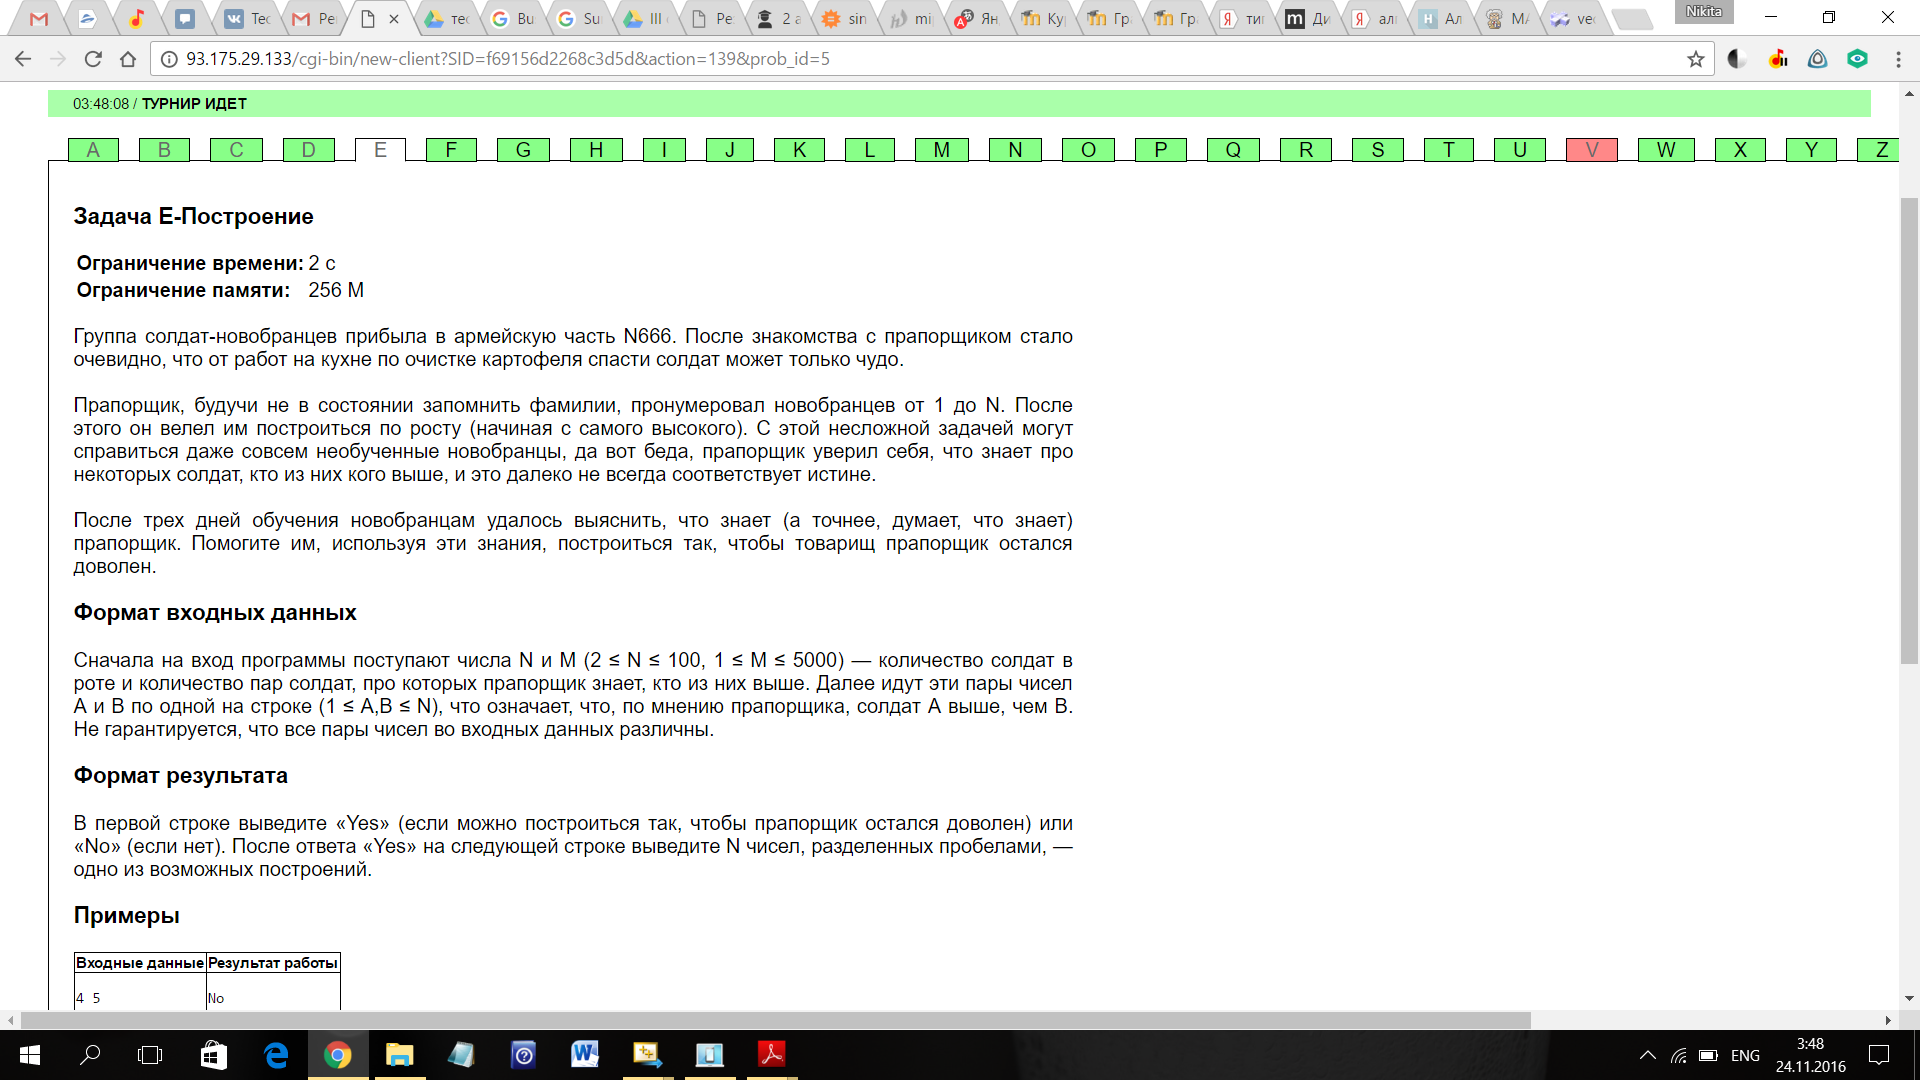 Тес
Per
тес
Bu
Su
III
Pe
2 а
sin
mi
Ян
Ку
Гр
Гр
тип
Ди
алг
Ал
MA
vec
Nikita
93.175.29.133/cgi-bin/new-client?SID=f69156d2268c3d5d&action=139&prob_id=5
03:48:08 / ТУРНИР ИДЕТ
A B C D E F G H I J K L M N O P Q R S T U V W X Y Z
Задача E-Построение
Ограничение времени: 2 с
Ограничение памяти: 256 M
Группа солдат-новобранцев прибыла в армейскую часть N666. После знакомства с прапорщиком стало
очевидно, что от работ на кухне по очистке картофеля спасти солдат может только чудо.
Прапорщик, будучи не в состоянии запомнить фамилии, пронумеровал новобранцев от 1 до N. После
этого он велел им построиться по росту (начиная с самого высокого). С этой несложной задачей могут
справиться даже совсем необученные новобранцы, да вот беда, прапорщик уверил себя, что знает про
некоторых солдат, кто из них кого выше, и это далеко не всегда соответствует истине.
После трех дней обучения новобранцам удалось выяснить, что знает (а точнее, думает, что знает)
прапорщик. Помогите им, используя эти знания, построиться так, чтобы товарищ прапорщик остался
доволен.
Формат входных данных
Сначала на вход программы поступают числа N и M (2 ≤ N ≤ 100, 1 ≤ M ≤ 5000) — количество солдат в
роте и количество пар солдат, про которых прапорщик знает, кто из них выше. Далее идут эти пары чисел
A и B по одной на строке (1 ≤ A,B ≤ N), что означает, что, по мнению прапорщика, солдат A выше, чем B.
Не гарантируется, что все пары чисел во входных данных различны.
Формат результата
В первой строке выведите «Yes» (если можно построиться так, чтобы прапорщик остался доволен) или
«No» (если нет). После ответа «Yes» на следующей строке выведите N чисел, разделенных пробелами, —
одно из возможных построений.
Примеры
Входные данные Результат работы
4 5 No
ENG
3:48
24.11.2016